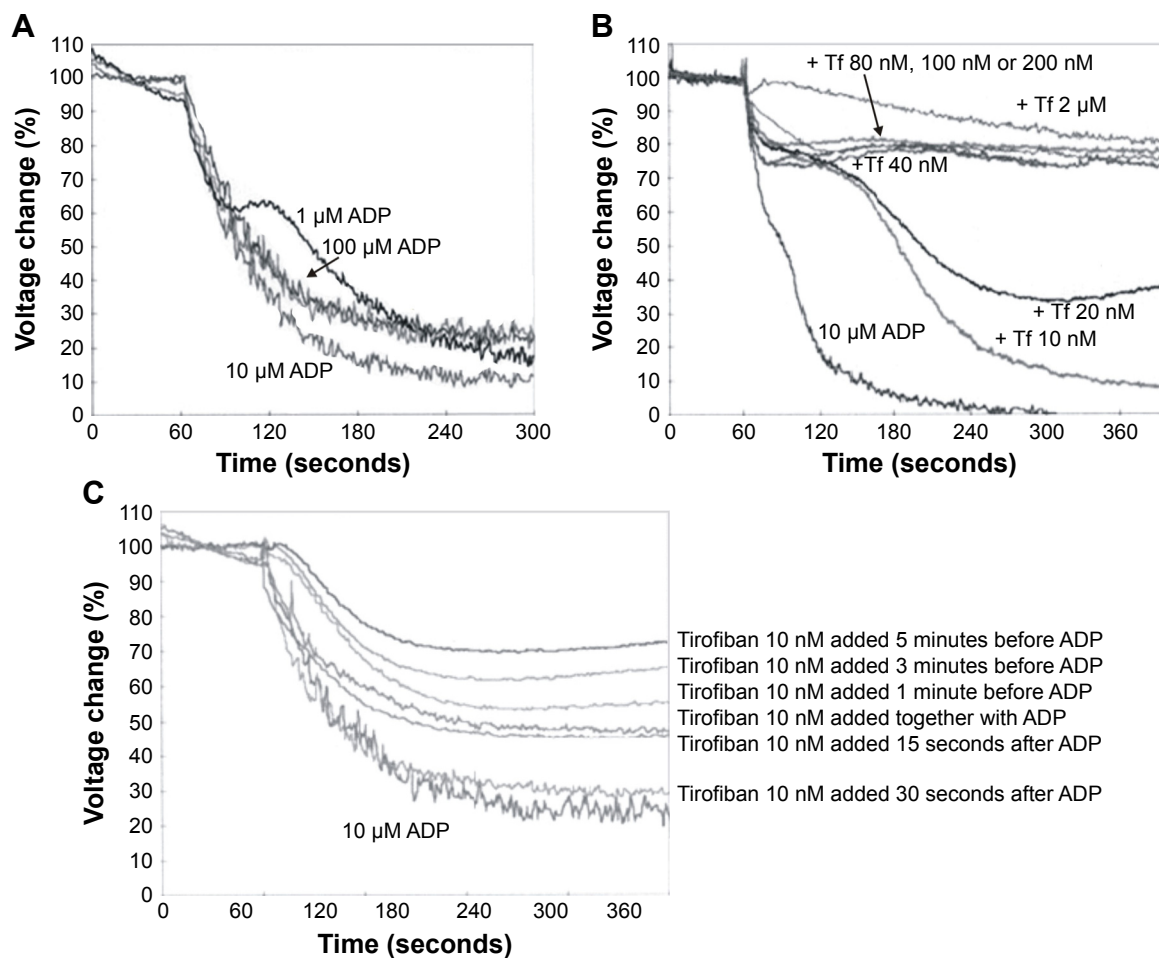 A
Voltage change (%)
110
100
90
80
70
60
50
40
30
20
10
0
1 µM ADP
100 µM ADP
10 µM ADP
0 60 120 180 240 300
Time (seconds)
B
Voltage change (%)
110
100
90
80
70
60
50
40
30
20
10
0
+ Tf 80 nM, 100 nM or 200 nM
+ Tf 2 µM
+Tf 40 nM
+ Tf 20 nM
10 µM ADP
+ Tf 10 nM
0 60 120 180 240 300 360
Time (seconds)
C
Voltage change (%)
110
100
90
80
70
60
50
40
30
20
10
0
Tirofiban 10 nM added 5 minutes before ADP
Tirofiban 10 nM added 3 minutes before ADP
Tirofiban 10 nM added 1 minute before ADP
Tirofiban 10 nM added together with ADP
Tirofiban 10 nM added 15 seconds after ADP
Tirofiban 10 nM added 30 seconds after ADP
10 µM ADP
0 60 120 240 300 360
Time (seconds)